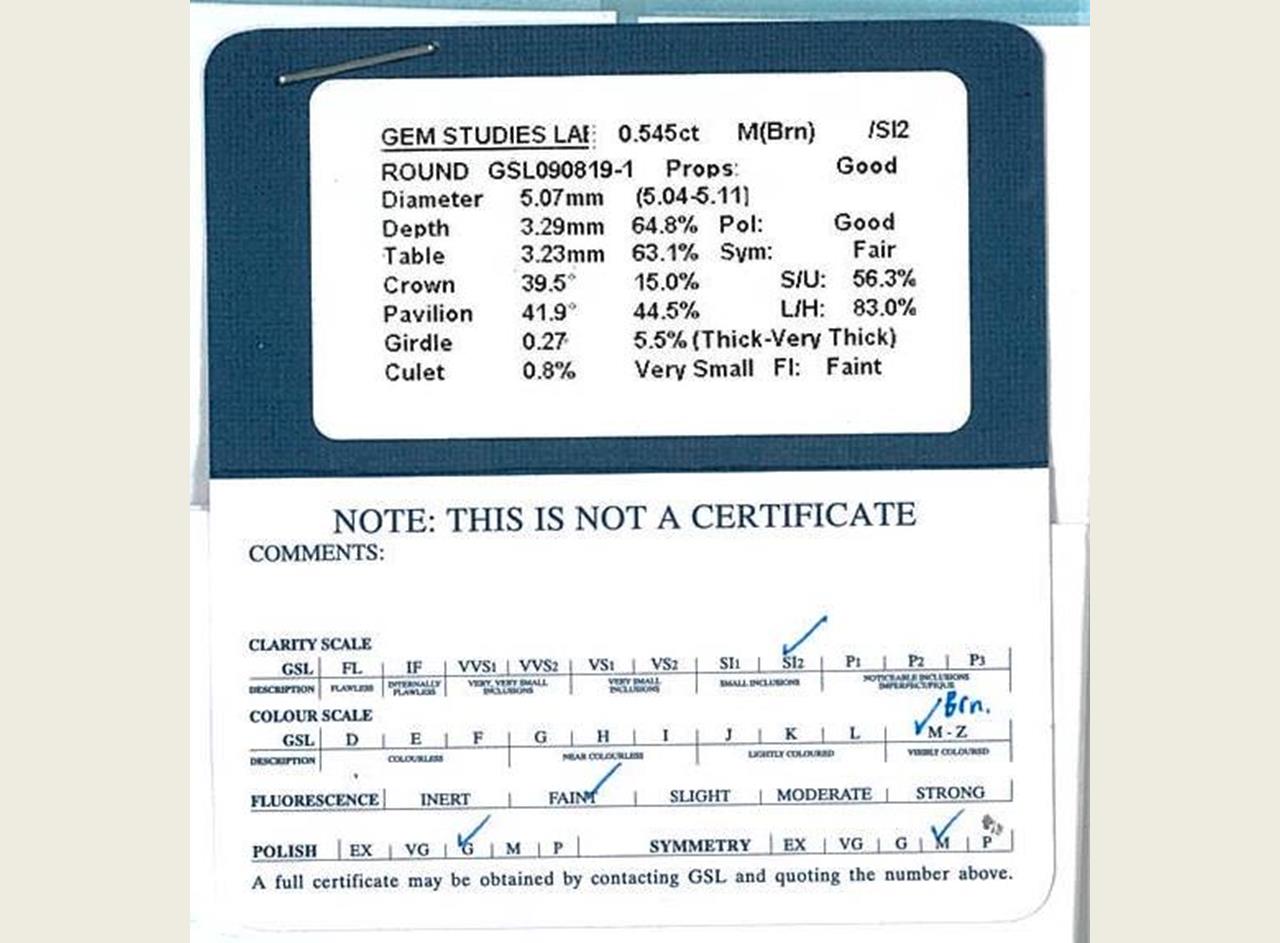 GEM STUDIES LAB 0.545ct M(Brn) /SI2
ROUND GSL090819-1 Props: Good
Diameter 5.07mm (5.04-5.11)
Depth 3.29mm 64.8% Pol: Good
Table 3.23mm 63.1% Sym: Fair
Crown 39.5° 15.0% S/U: 56.3%
Pavilion 41.9° 44.5% L/H: 83.0%
Girdle 0.27 5.5% (Thick-Very Thick)
Culet 0.8% Very Small Fl: Faint
NOTE: THIS IS NOT A CERTIFICATE
COMMENTS:
CLARITY SCALE
GSL FL IF VVS1 VVS2 VS1 VS2 SI1 SI2 P1 P2 P3
DESCRIPTION FLAWLESS INTERNALLY FLAWLESS VERY, VERY SMALL INCLUSIONS VERY SMALL INCLUSIONS SMALL INCLUSIONS NOTICEABLE INCLUSIONS IMPERFECT/PIQUE
Brn.
COLOUR SCALE
GSL D E F G H I J K L M - Z
DESCRIPTION COLOURLESS NEAR COLOURLESS LIGHTLY COLOURED VISIBLY COLOURED
FLUORESCENCE INERT FAINT SLIGHT MODERATE STRONG
POLISH EX VG G M P SYMMETRY EX VG G M P
A full certificate may be obtained by contacting GSL and quoting the number above.